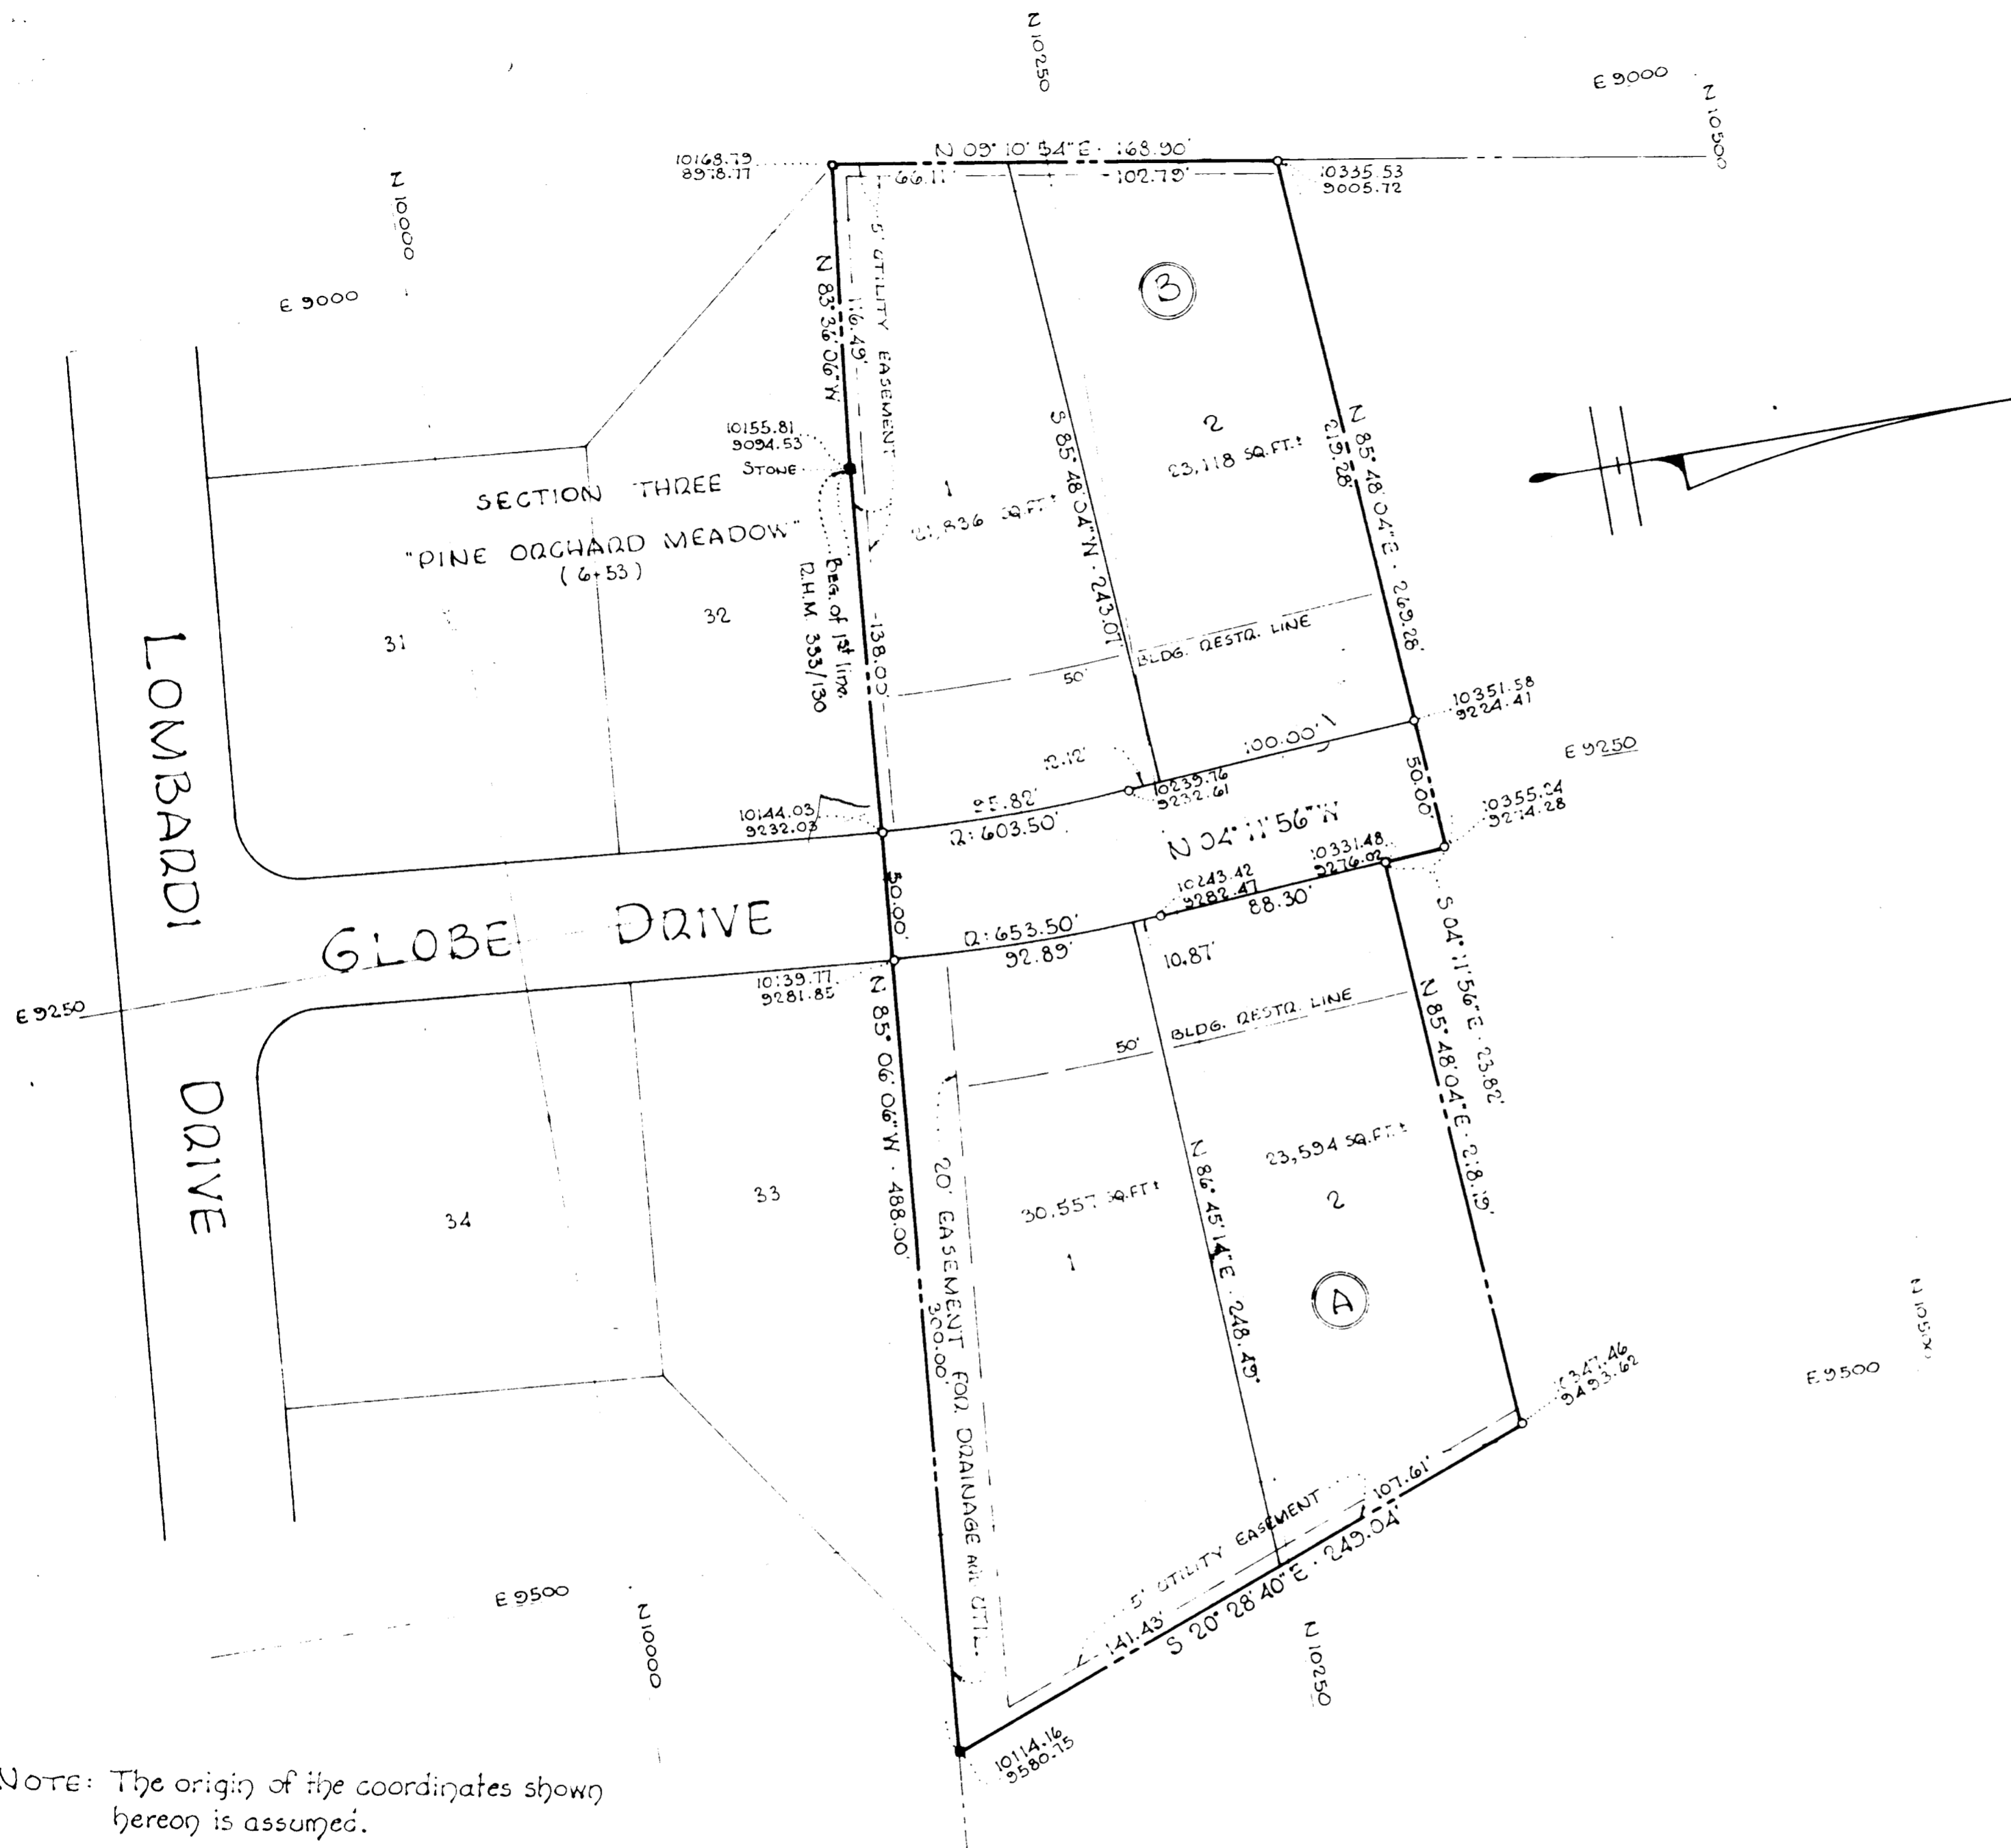 N 10250
E 9000
N 10500
N 09° 10' 54" E · 168.90'
10168.79
8978.77
66.11'
102.79'
10335.53
9005.72
N 10000
E 9000
5' UTILITY EASEMENT
N 83° 36' 06" W
116.49'
B
10155.81
9094.53
STONE
SECTION THREE
"PINE ORCHARD MEADOW"
(6+53)
1
21,836 SQ.FT±
S 85° 48' 04" W · 243.07'
2
23,118 SQ.FT.±
N 85° 48' 04" E · 269.28'
219.28'
31
32
BEG. of 1st line.
R.H.M. 393/130
138.00'
50'
BLDG. RESTR. LINE
LOMBARDI
DRIVE
10351.58
9224.41
E 9250
12.12'
100.00'
10239.76
9232.61
50.00'
10355.24
9274.28
10144.03
9232.03
95.82'
R: 603.50'
N 04° 11' 56" W
10331.48
9276.02
GLOBE DRIVE
50.00'
10243.42
9282.47
88.30'
R: 653.50'
92.89'
10.87'
E 9250
10139.77
9281.85
S 04° 11' 56" E · 23.82'
N 85° 06' 06" W · 488.00'
50'
BLDG. RESTR. LINE
N 85° 48' 04" E · 218.19'
34
33
20' EASEMENT FOR DRAINAGE AND UTIL.
300.00'
30,557 SQ.FT±
1
N 86° 45' 14" E · 248.49'
23,594 SQ.FT.±
2
A
N 10500
E 9500
10347.46
9493.62
5' UTILITY EASEMENT
107.61'
141.43'
S 20° 28' 40" E · 249.04'
E 9500
N 10000
N 10250
10114.16
9580.75
NOTE: The origin of the coordinates shown
hereon is assumed.